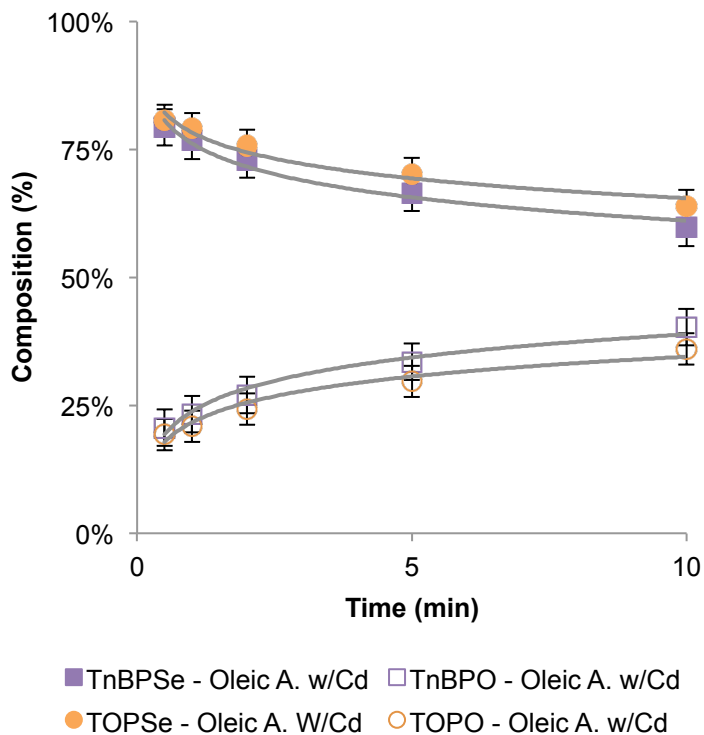 100%
75%
50%
25%
0%
Composition (%)
0
5
10
Time (min)
TnBPSe - Oleic A. w/Cd
TnBPO - Oleic A. w/Cd
TOPSe - Oleic A. W/Cd
TOPO - Oleic A. w/Cd